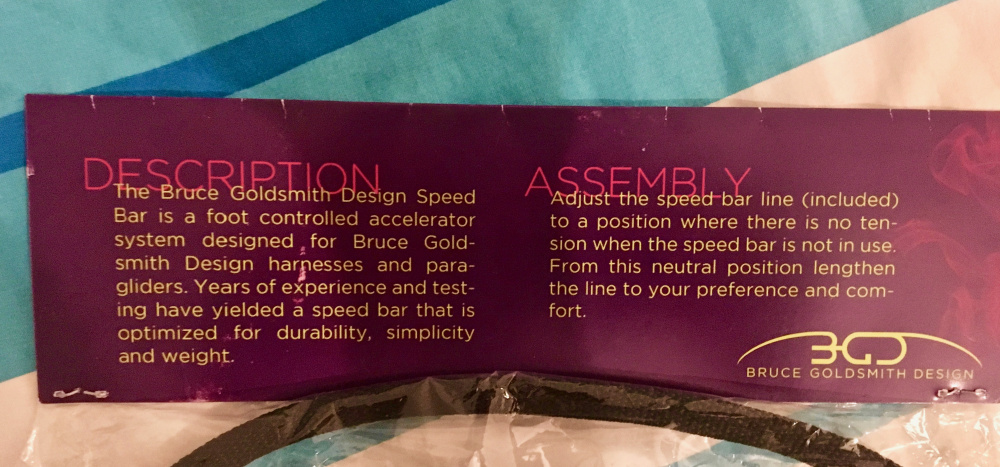 DESCRIPTION
The Bruce Goldsmith Design Speed
Bar is a foot controlled accelerator
system designed for Bruce Gold-
smith Design harnesses and para-
gliders. Years of experience and test-
ing have yielded a speed bar that is
optimized for durability, simplicity
and weight.
ASSEMBLY
Adjust the speed bar line (included)
to a position where there is no ten-
sion when the speed bar is not in use.
From this neutral position lengthen
the line to your preference and com-
fort.
BGD
BRUCE GOLDSMITH DESIGN